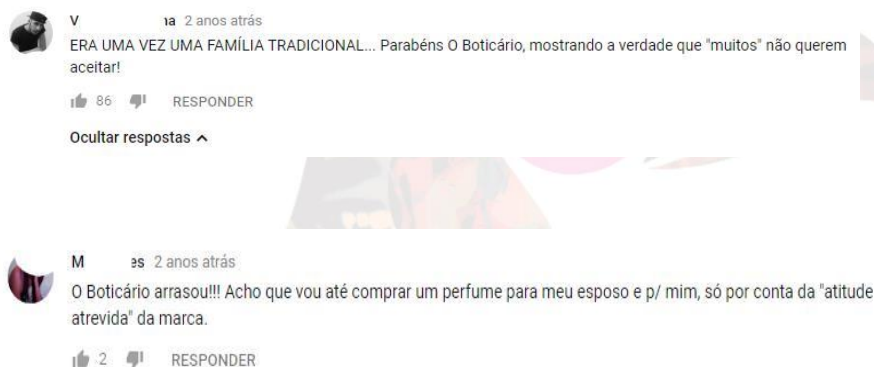 V na 2 anos atrás
ERA UMA VEZ UMA FAMÍLIA TRADICIONAL... Parabéns O Boticário, mostrando a verdade que "muitos" não querem
aceitar!
86 RESPONDER
Ocultar respostas
M es 2 anos atrás
O Boticário arrasou!!! Acho que vou até comprar um perfume para meu esposo e p/ mim, só por conta da "atitude
atrevida" da marca.
2 RESPONDER